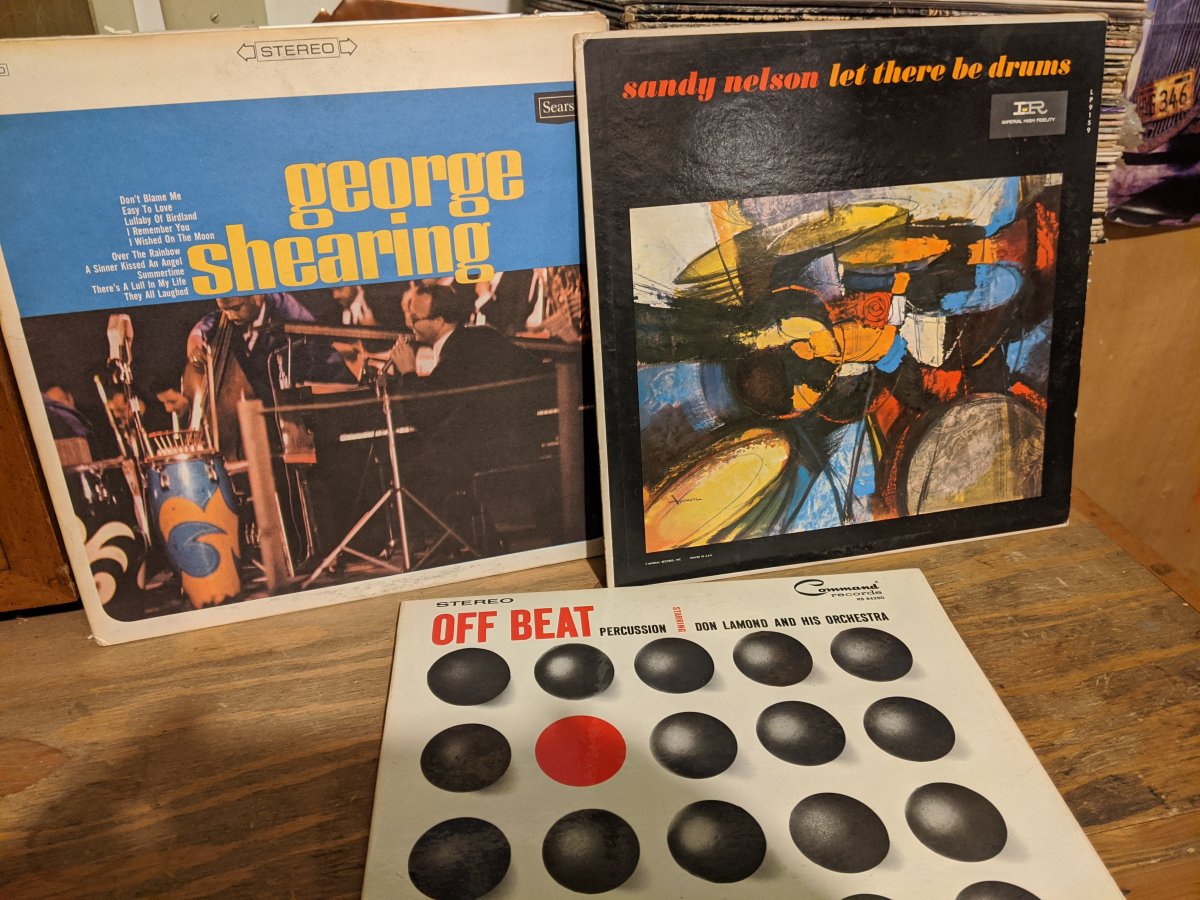 STEREO
Sears
george
shearing
Don't Blame Me
Easy To Love
Lullaby Of Birdland
I Remember You
I Wished On The Moon
Over The Rainbow
A Sinner Kissed An Angel
Summertime
There's A Lull In My Life
They All Laughed
sandy nelson let there be drums
IR
IMPERIAL HIGH FIDELITY
LP9159
346
STEREO
Command
records
OFF BEAT PERCUSSION STARRING DON LAMOND AND HIS ORCHESTRA